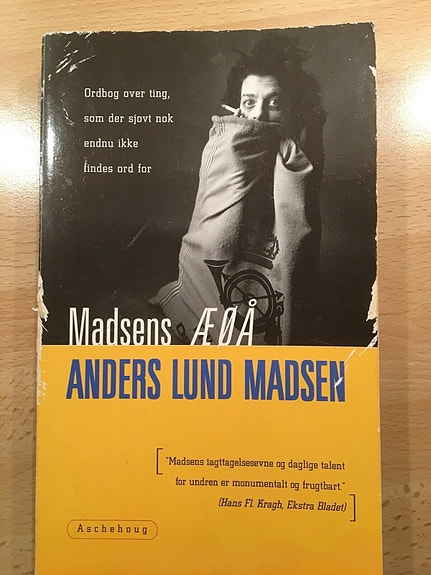 Ordbog over ting,
som der sjovt nok
endnu ikke
findes ord for
Madsens ÆØÅ
ANDERS LUND MADSEN
"Madsens iagttagelsesevne og daglige talent
for undren er monumentalt og frugtbart."
(Hans Fl. Kragh, Ekstra Bladet)
Aschehoug